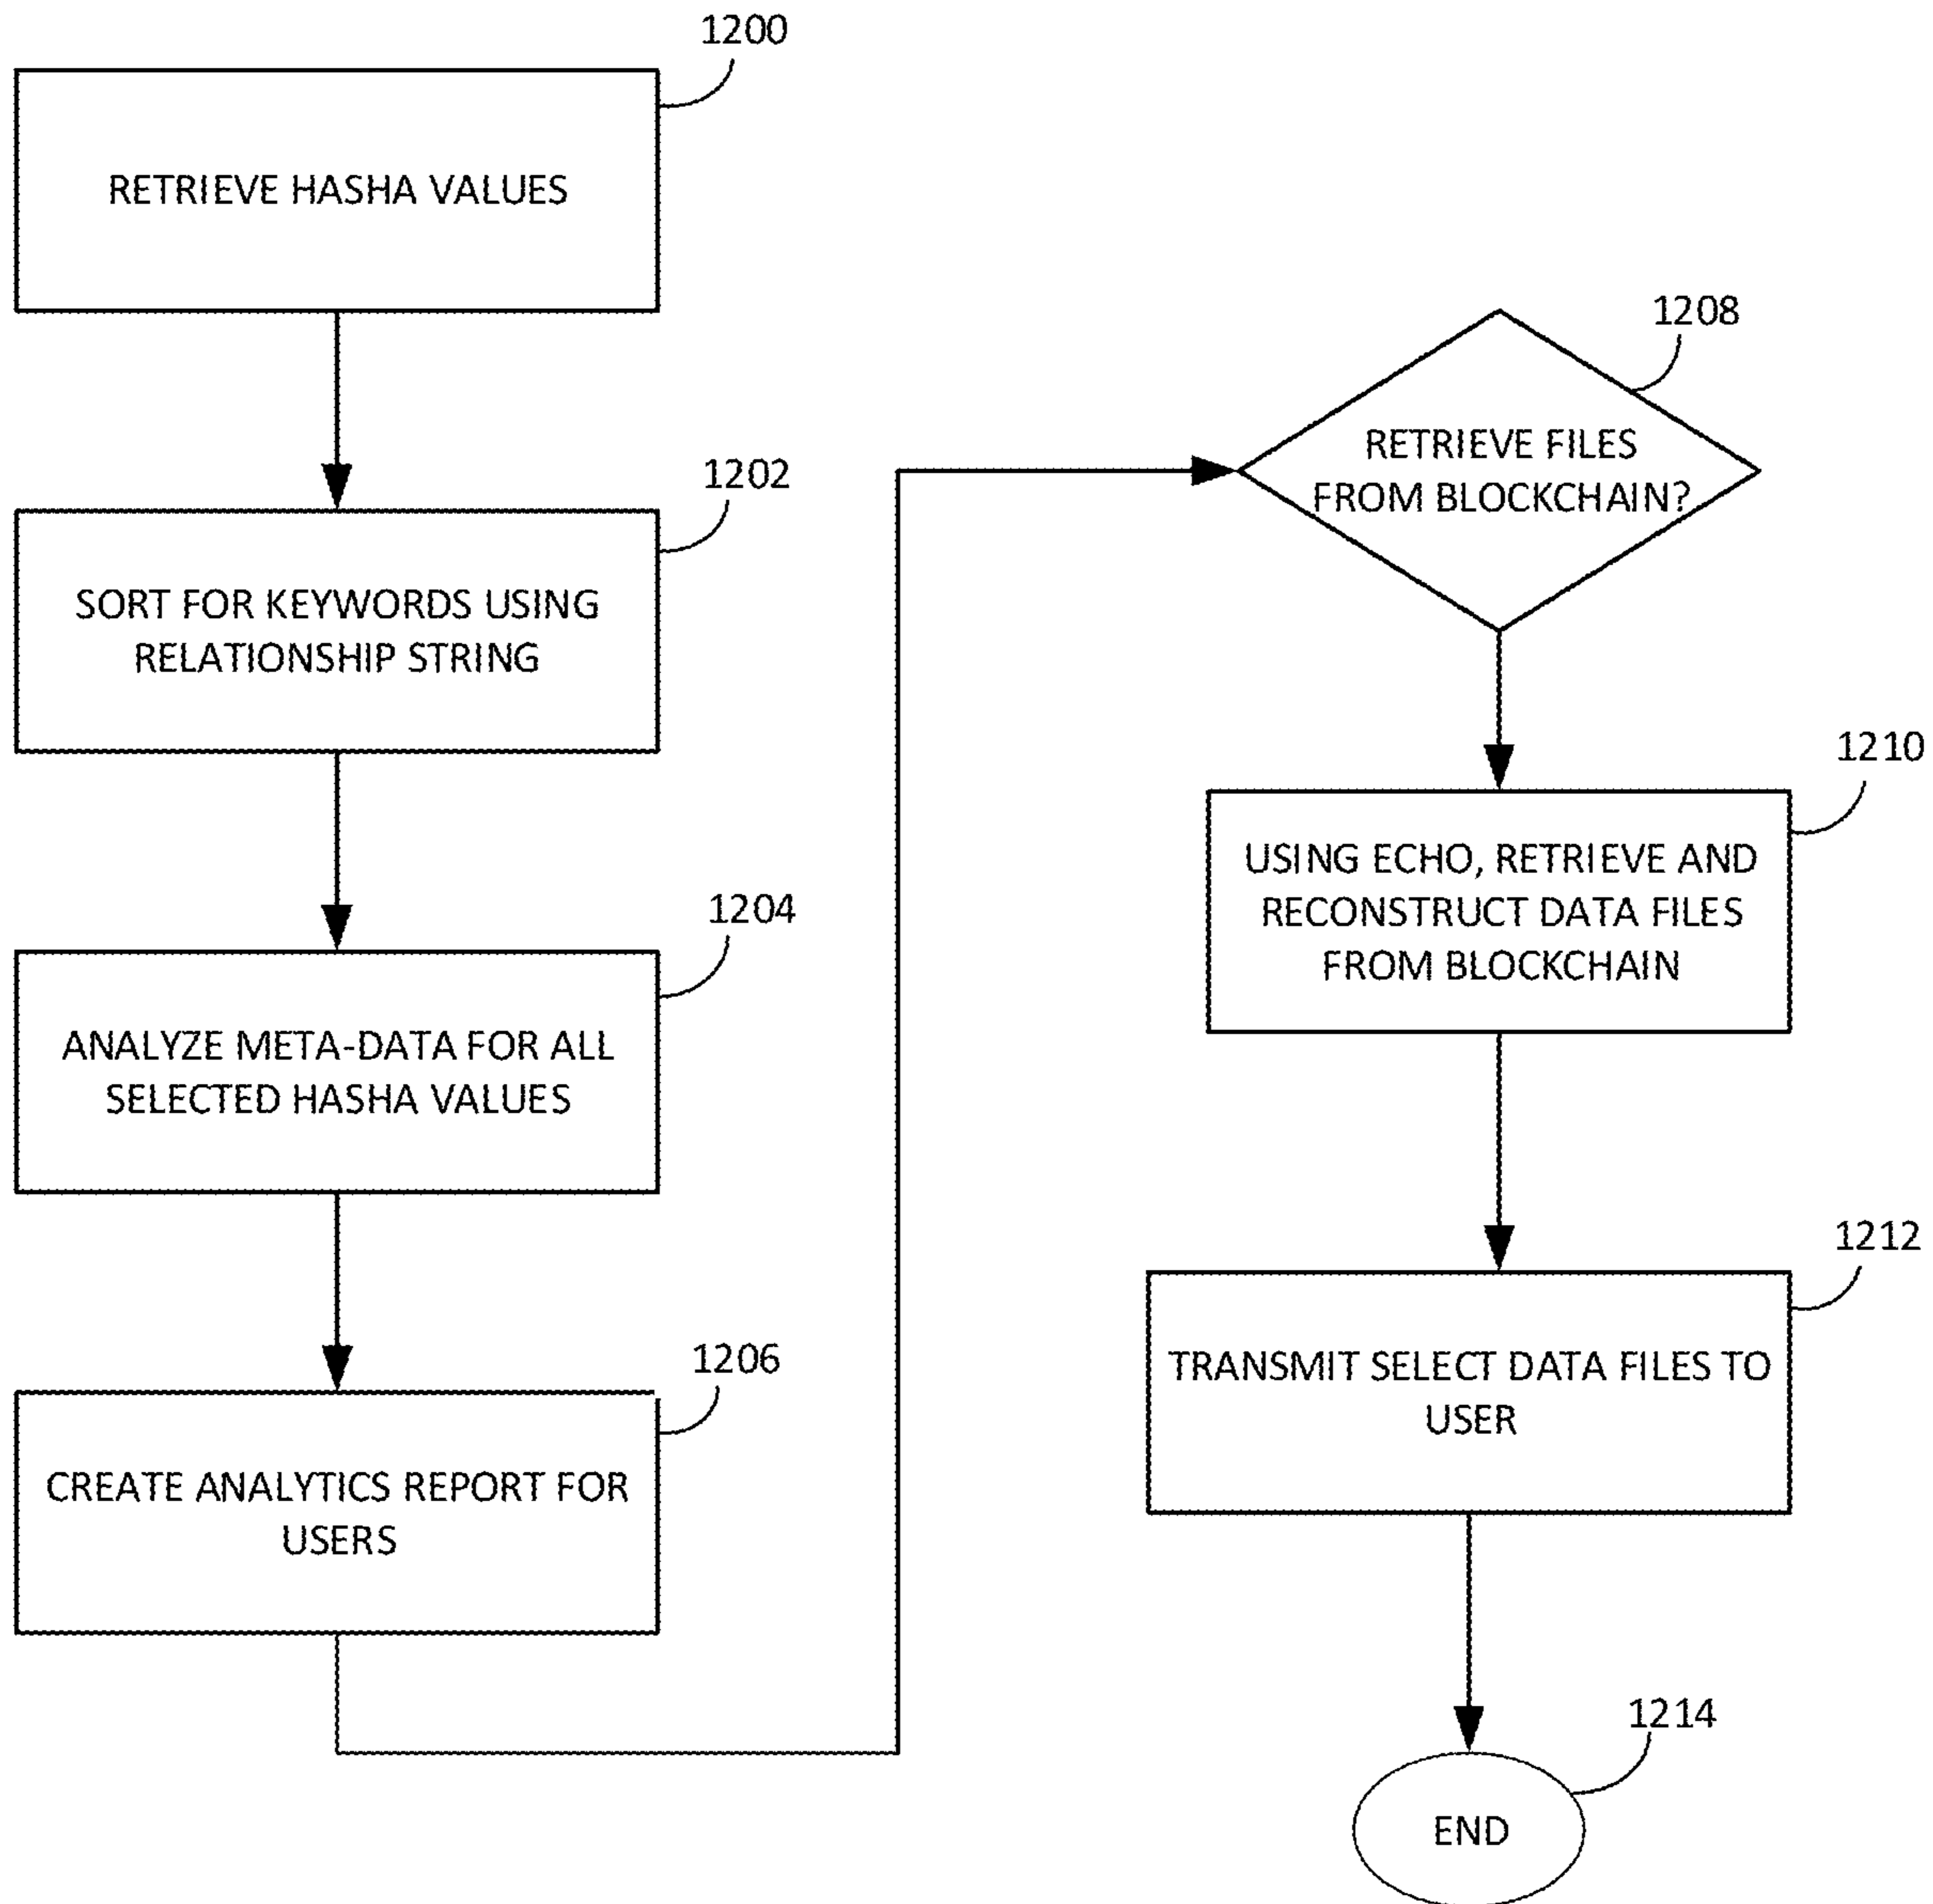 1200
RETRIEVE HASHA VALUES
1202
SORT FOR KEYWORDS USING
RELATIONSHIP STRING
1204
ANALYZE META-DATA FOR ALL
SELECTED HASHA VALUES
1206
CREATE ANALYTICS REPORT FOR
USERS
1208
RETRIEVE FILES
FROM BLOCKCHAIN?
1210
USING ECHO, RETRIEVE AND
RECONSTRUCT DATA FILES
FROM BLOCKCHAIN
1212
TRANSMIT SELECT DATA FILES TO
USER
1214
END